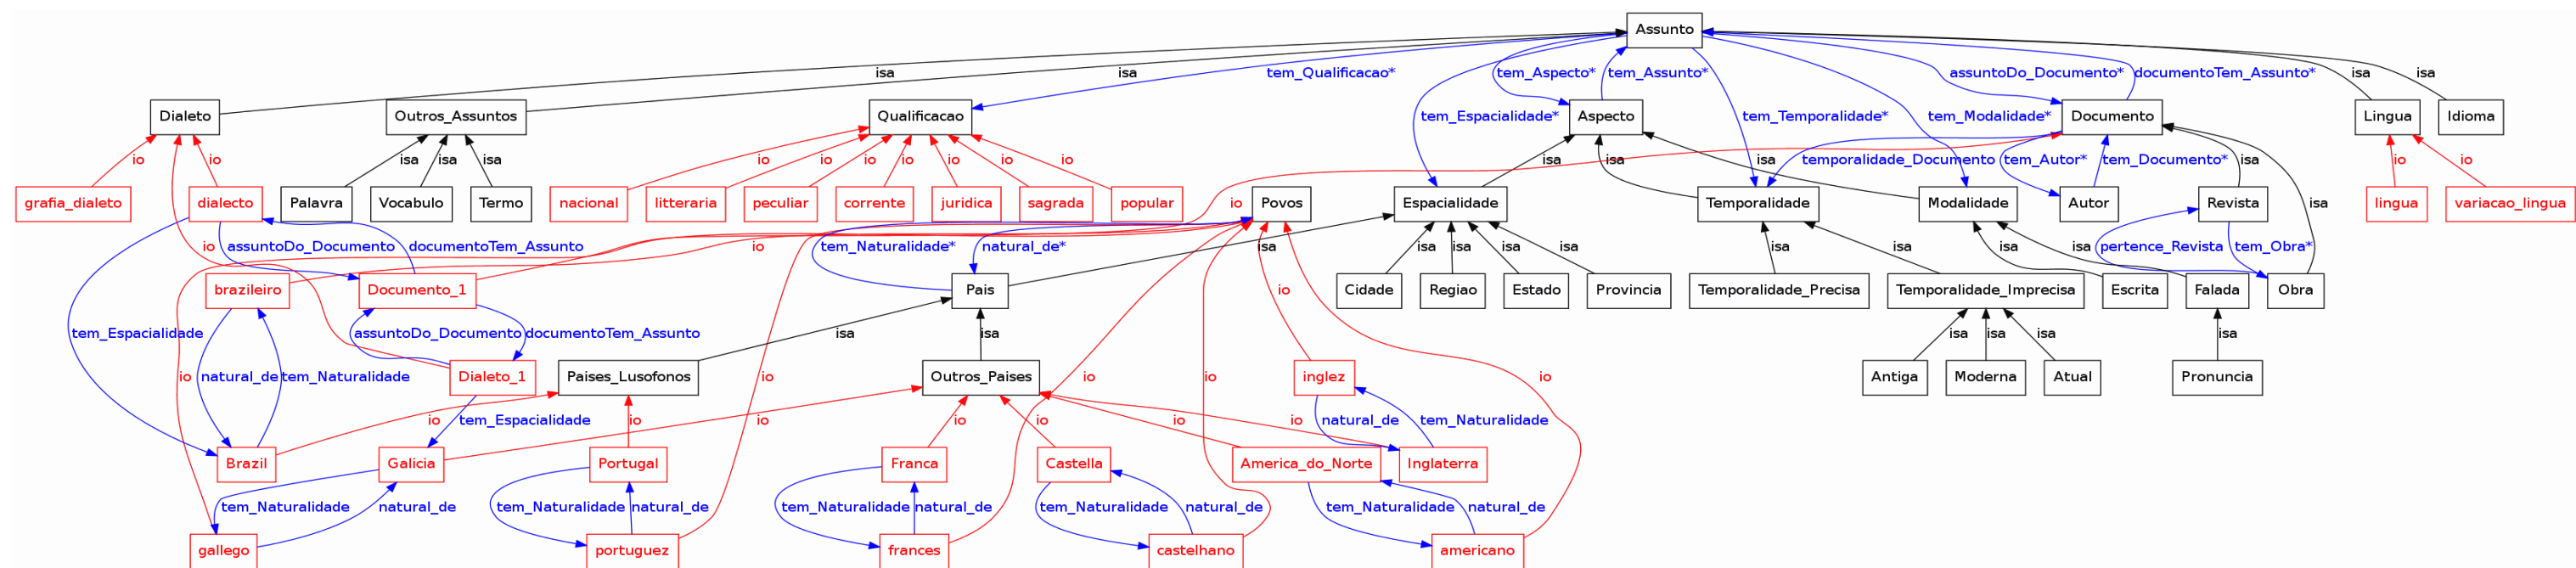 Assunto
isa isa tem_Qualificacao* tem_Aspecto* tem_Assunto* assuntoDo_Documento* documentoTem_Assunto* isa isa
Dialeto Outros_Assuntos Qualificacao tem_Espacialidade* Aspecto tem_Temporalidade* tem_Modalidade* Documento Lingua Idioma
io io isa isa isa io io io io io io io isa isa isa temporalidade_Documento tem_Autor* tem_Documento* isa io io
grafia_dialeto dialecto Palavra Vocabulo Termo nacional litteraria peculiar corrente juridica sagrada popular io Povos Espacialidade Temporalidade Modalidade Autor Revista isa lingua variacao_lingua
io assuntoDo_Documento documentoTem_Assunto io tem_Naturalidade* natural_de* isa isa isa isa isa isa isa isa isa pertence_Revista tem_Obra*
brazileiro Documento_1 Pais io Cidade Regiao Estado Provincia Temporalidade_Precisa Temporalidade_Imprecisa Escrita Falada Obra
tem_Espacialidade assuntoDo_Documento documentoTem_Assunto isa isa isa isa isa isa
io natural_de tem_Naturalidade Dialeto_1 Paises_Lusofonos io Outros_Paises io io inglez io Antiga Moderna Atual Pronuncia
tem_Espacialidade io io io io io io io natural_de tem_Naturalidade
Brazil Galicia Portugal Franca Castella America_do_Norte Inglaterra
tem_Naturalidade natural_de tem_Naturalidade natural_de tem_Naturalidade natural_de tem_Naturalidade natural_de tem_Naturalidade natural_de
gallego portuguez frances castelhano americano